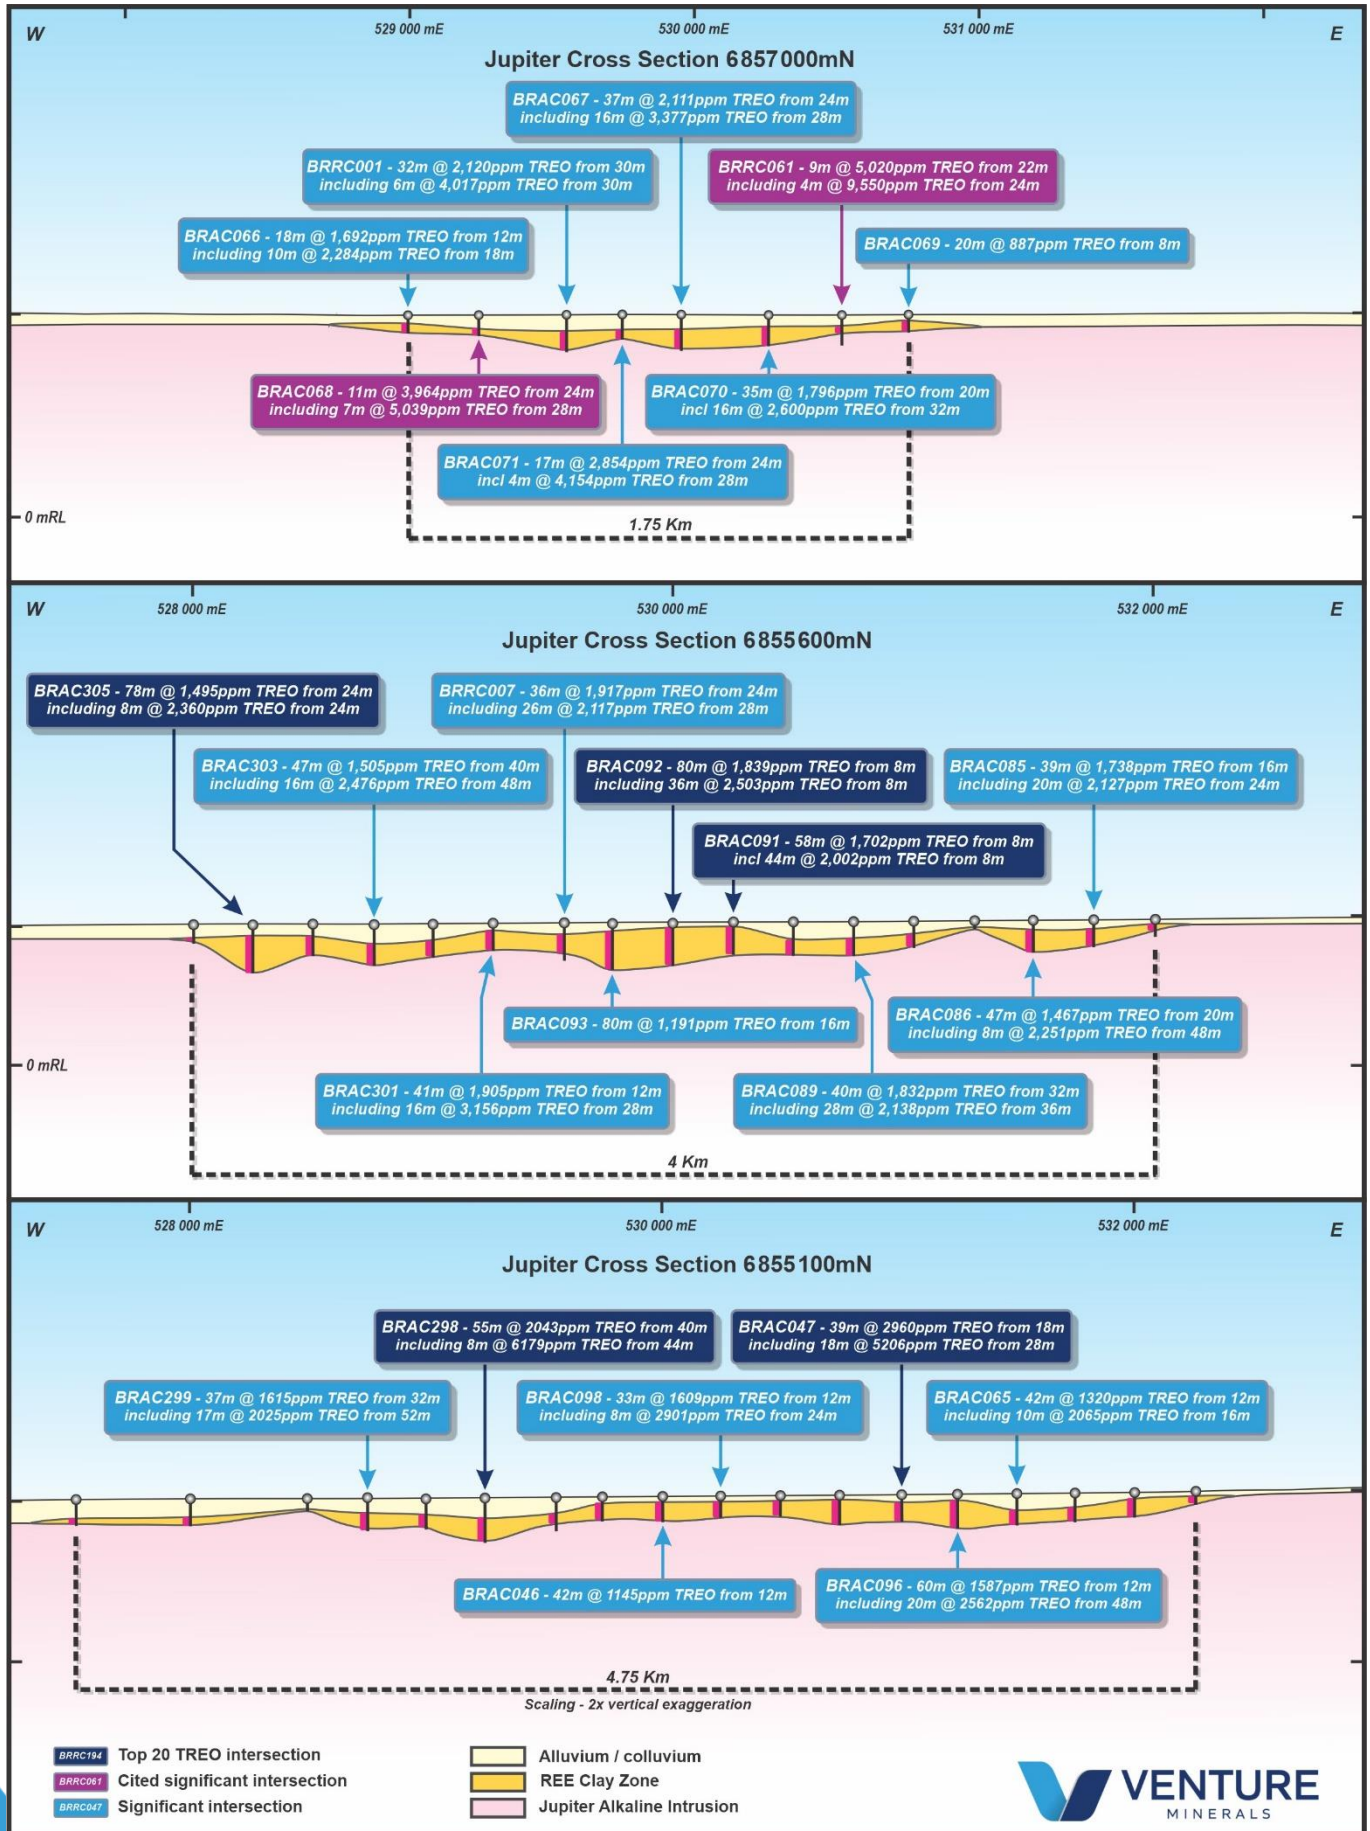 W
529 000 mE
530 000 mE
531 000 mE
E
Jupiter Cross Section 6857000mN
BRAC067 - 37m @ 2,111ppm TREO from 24m
including 16m @ 3,377ppm TREO from 28m
BRRC001 - 32m @ 2,120ppm TREO from 30m
including 6m @ 4,017ppm TREO from 30m
BRRC061 - 9m @ 5,020ppm TREO from 22m
including 4m @ 9,550ppm TREO from 24m
BRAC066 - 18m @ 1,692ppm TREO from 12m
including 10m @ 2,284ppm TREO from 18m
BRAC069 - 20m @ 887ppm TREO from 8m
BRAC068 - 11m @ 3,964ppm TREO from 24m
including 7m @ 5,039ppm TREO from 28m
BRAC070 - 35m @ 1,796ppm TREO from 20m
incl 16m @ 2,600ppm TREO from 32m
BRAC071 - 17m @ 2,854ppm TREO from 24m
incl 4m @ 4,154ppm TREO from 28m
0 mRL
1.75 Km
W
528 000 mE
530 000 mE
532 000 mE
E
Jupiter Cross Section 6855600mN
BRAC305 - 78m @ 1,495ppm TREO from 24m
including 8m @ 2,360ppm TREO from 24m
BRRC007 - 36m @ 1,917ppm TREO from 24m
including 26m @ 2,117ppm TREO from 28m
BRAC303 - 47m @ 1,505ppm TREO from 40m
including 16m @ 2,476ppm TREO from 48m
BRAC092 - 80m @ 1,839ppm TREO from 8m
including 36m @ 2,503ppm TREO from 8m
BRAC085 - 39m @ 1,738ppm TREO from 16m
including 20m @ 2,127ppm TREO from 24m
BRAC091 - 58m @ 1,702ppm TREO from 8m
incl 44m @ 2,002ppm TREO from 8m
BRAC093 - 80m @ 1,191ppm TREO from 16m
BRAC086 - 47m @ 1,467ppm TREO from 20m
including 8m @ 2,251ppm TREO from 48m
0 mRL
BRAC301 - 41m @ 1,905ppm TREO from 12m
including 16m @ 3,156ppm TREO from 28m
BRAC089 - 40m @ 1,832ppm TREO from 32m
including 28m @ 2,138ppm TREO from 36m
4 Km
W
528 000 mE
530 000 mE
532 000 mE
E
Jupiter Cross Section 6855100mN
BRAC298 - 55m @ 2043ppm TREO from 40m
including 8m @ 6179ppm TREO from 44m
BRAC047 - 39m @ 2960ppm TREO from 18m
including 18m @ 5206ppm TREO from 28m
BRAC299 - 37m @ 1615ppm TREO from 32m
including 17m @ 2025ppm TREO from 52m
BRAC098 - 33m @ 1609ppm TREO from 12m
including 8m @ 2901ppm TREO from 24m
BRAC065 - 42m @ 1320ppm TREO from 12m
including 10m @ 2065ppm TREO from 16m
BRAC046 - 42m @ 1145ppm TREO from 12m
BRAC096 - 60m @ 1587ppm TREO from 12m
including 20m @ 2562ppm TREO from 48m
4.75 Km
Scaling - 2x vertical exaggeration
BRRC194 Top 20 TREO intersection
BRRC061 Cited significant intersection
BRRC047 Significant intersection
Alluvium / colluvium
REE Clay Zone
Jupiter Alkaline Intrusion
VENTURE
MINERALS